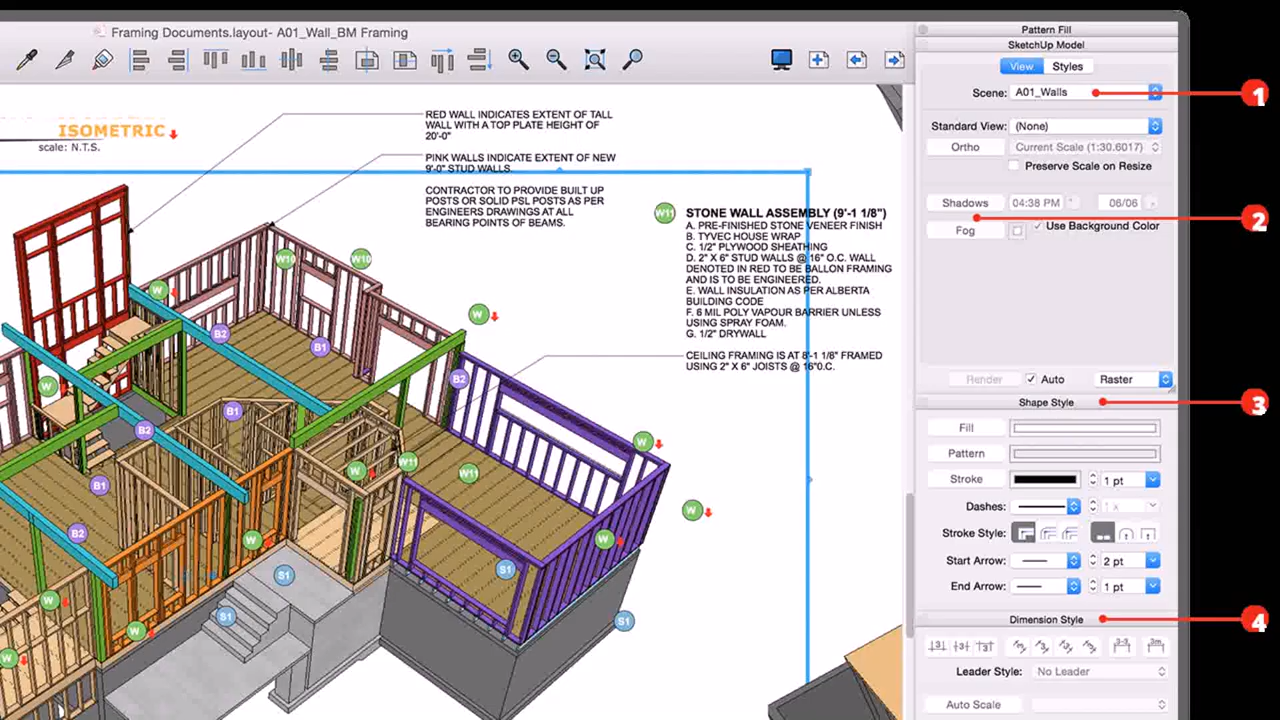 Framing Documents.layout- A01_Wall_BM Framing
ISOMETRIC
scale: N.T.S.
RED WALL INDICATES EXTENT OF TALL
WALL WITH A TOP PLATE HEIGHT OF
20'-0"
PINK WALLS INDICATE EXTENT OF NEW
9'-0" STUD WALLS.
CONTRACTOR TO PROVIDE BUILT UP
POSTS OR SOLID PSL POSTS AS PER
ENGINEERS DRAWINGS AT ALL
BEARING POINTS OF BEAMS.
W11
STONE WALL ASSEMBLY (9'-1 1/8")
A. PRE-FINISHED STONE VENEER FINISH
B. TYVEC HOUSE WRAP
C. 1/2" PLYWOOD SHEATHING
D. 2" X 6" STUD WALLS @ 16" O.C. WALL
DENOTED IN RED TO BE BALLON FRAMING
AND IS TO BE ENGINEERED.
E. WALL INSULATION AS PER ALBERTA
BUILDING CODE
F. 6 MIL POLY VAPOUR BARRIER UNLESS
USING SPRAY FOAM.
G. 1/2" DRYWALL
CEILING FRAMING IS AT 8'-1 1/8" FRAMED
USING 2" X 6" JOISTS @ 16"O.C.
W10
W10
W
W
B2
B1
B2
W
B1
B2
W
W11
W
W11
B1
W
B2
W
W
S1
S1
S1
W
W
S1
W
W
Pattern Fill
SketchUp Model
View
Styles
Scene:
A01_Walls
1
Standard View:
(None)
Ortho
Current Scale (1:30.6017)
Preserve Scale on Resize
Shadows
04:38 PM
06/06
2
Fog
Use Background Color
Render
Auto
Raster
Shape Style
3
Fill
Pattern
Stroke
1 pt
Dashes:
1 x
Stroke Style:
Start Arrow:
2 pt
End Arrow:
1 pt
Dimension Style
4
Leader Style:
No Leader
Auto Scale